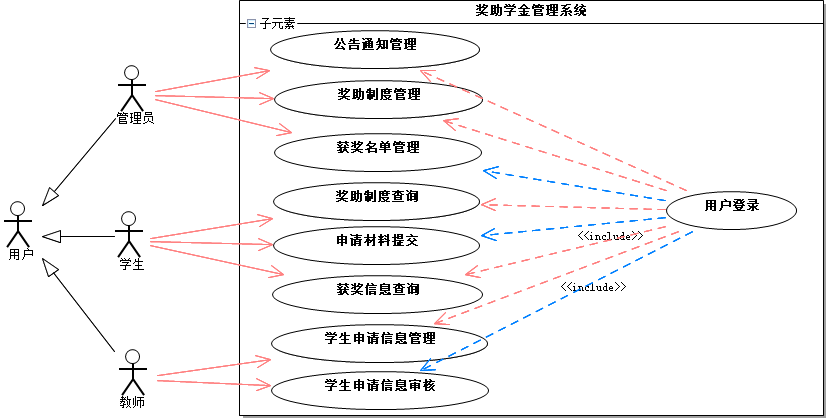 奖助学金管理系统
子元素
公告通知管理
奖助制度管理
管理员
获奖名单管理
奖助制度查询
用户登录
申请材料提交
<<include>>
用户
学生
获奖信息查询
<<include>>
学生申请信息管理
学生申请信息审核
教师